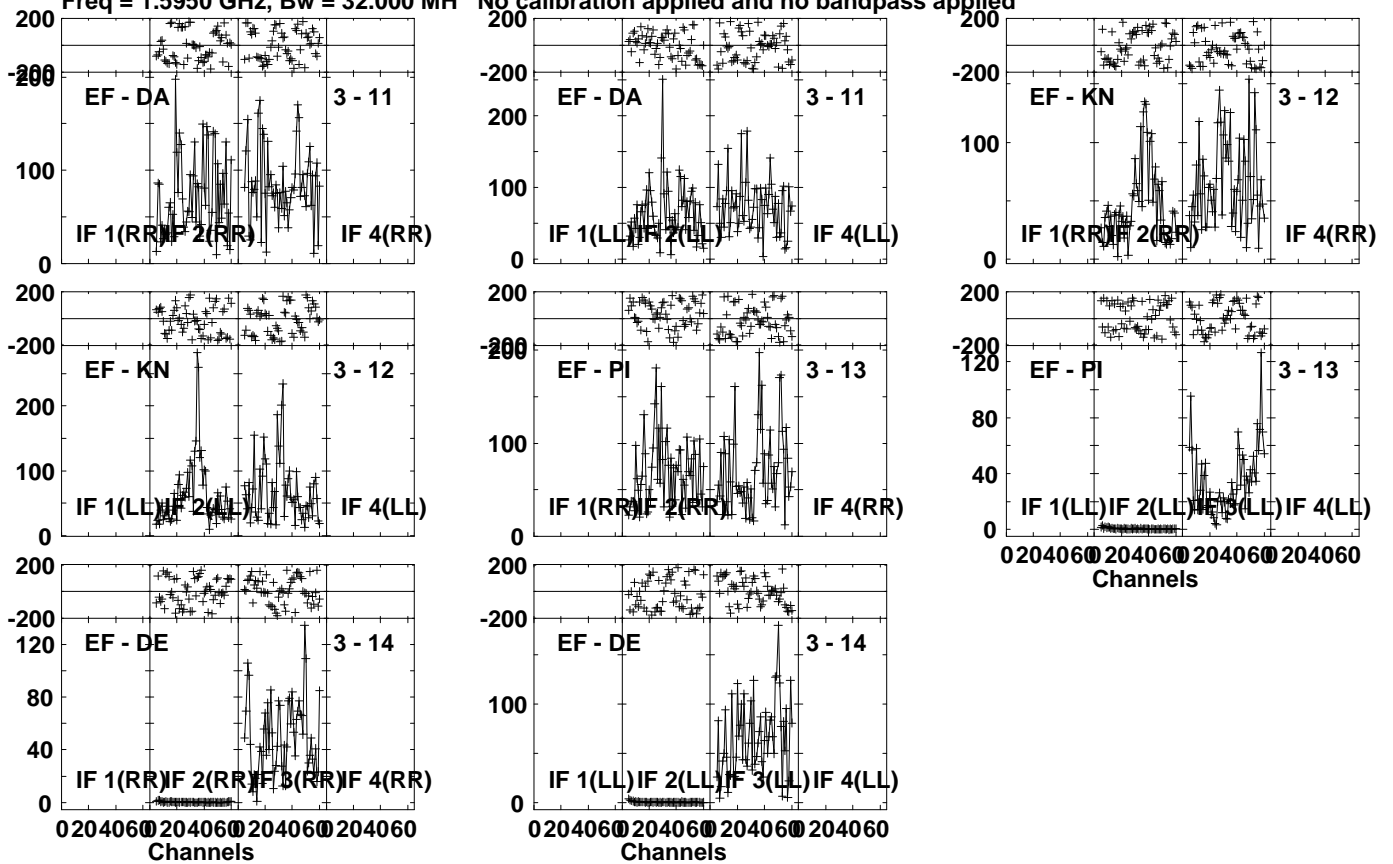 Freq = 1.5950 GHz, Bw = 32.000 MH No calibration applied and no bandpass applied
200
-200
200
100
0
EF - DA
3 - 11
IF 1(RR)
IF 2(RR)
IF 4(RR)
200
-200
200
100
0
EF - DA
3 - 11
IF 1(LL)
IF 2(LL)
IF 4(LL)
200
-200
100
0
EF - KN
3 - 12
IF 1(RR)
IF 2(RR)
IF 4(RR)
200
-200
200
100
0
EF - KN
3 - 12
IF 1(LL)
IF 2(LL)
IF 4(LL)
200
-200
200
100
0
EF - PI
3 - 13
IF 1(RR)
IF 2(RR)
IF 4(RR)
200
-200
120
80
40
0
EF - PI
3 - 13
IF 1(LL)
IF 2(LL)
IF 3(LL)
IF 4(LL)
0 20 40 60 0 20 40 60 0 20 40 60 0 20 40 60
Channels
200
-200
120
80
40
0
EF - DE
3 - 14
IF 1(RR)
IF 2(RR)
IF 3(RR)
IF 4(RR)
0 20 40 60 0 20 40 60 0 20 40 60 0 20 40 60
Channels
200
-200
100
0
EF - DE
3 - 14
IF 1(LL)
IF 2(LL)
IF 3(LL)
IF 4(LL)
0 20 40 60 0 20 40 60 0 20 40 60 0 20 40 60
Channels